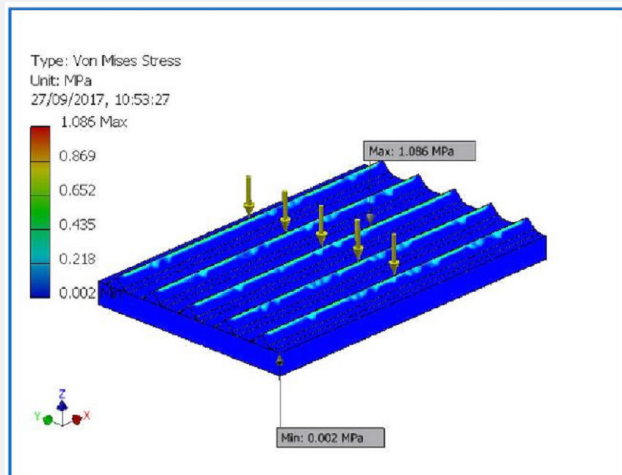 Type: Von Mises Stress
Unit: MPa
27/09/2017, 10:53:27
1.086 Max
0.869
0.652
0.435
0.218
0.002
Max: 1.086 MPa
Min: 0.002 MPa
Z
Y
X